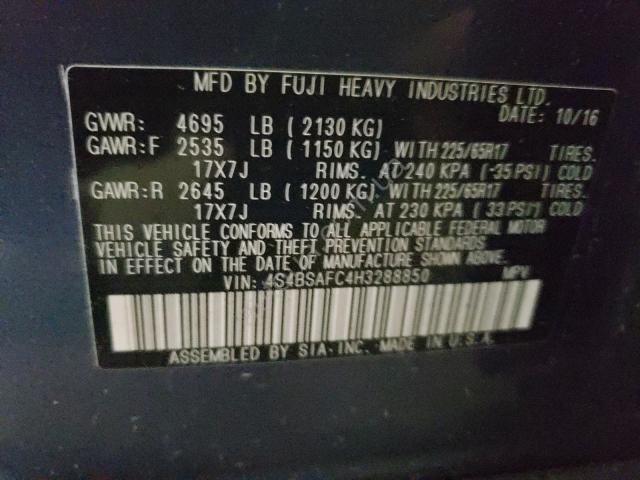 MFD BY FUJI HEAVY INDUSTRIES LTD.
DATE: 10/16
GVWR: 4695 LB ( 2130 KG)
GAWR:F 2535 LB ( 1150 KG) WITH 225/65R17 TIRES.
17X7J RIMS. AT 240 KPA ( 35 PSI) COLD
GAWR:R 2645 LB ( 1200 KG) WITH 225/65R17 TIRES.
17X7J RIMS. AT 230 KPA ( 33 PSI) COLD
THIS VEHICLE CONFORMS TO ALL APPLICABLE FEDERAL MOTOR
VEHICLE SAFETY AND THEFT PREVENTION STANDARDS
IN EFFECT ON THE DATE OF MANUFACTURE SHOWN ABOVE.
VIN: 4S4BSAFC4H3288850 MPV
ASSEMBLED BY SIA.INC. MADE IN U.S.A.